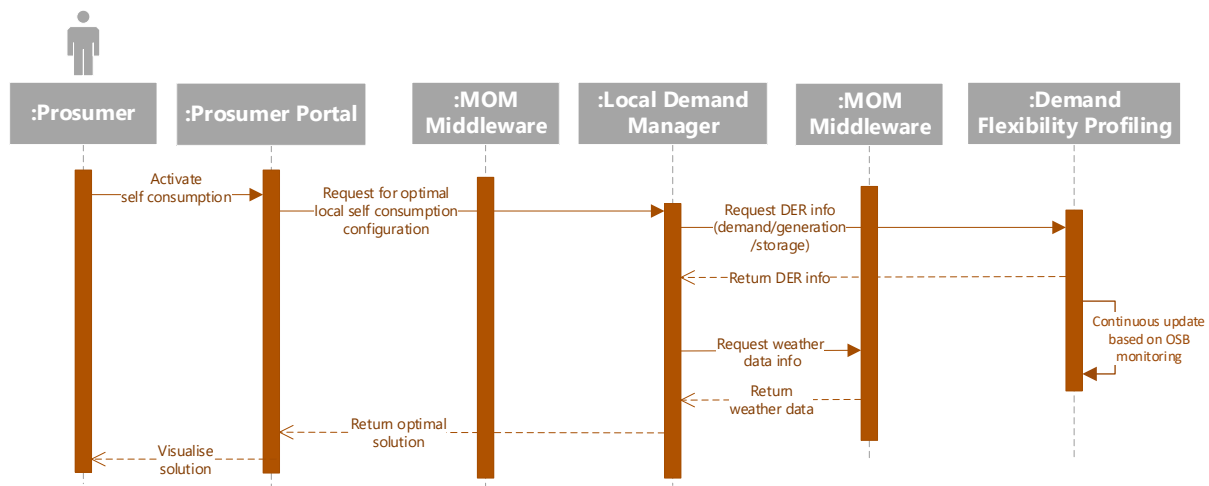 :Prosumer
:Prosumer Portal
:MOM
Middleware
:Local Demand
Manager
:MOM
Middleware
:Demand
Flexibility Profiling
Activate
self consumption
Request for optimal
local self consumption
configuration
Request DER info
(demand/generation
/storage)
Return DER info
Continuous update
based on OSB
monitoring
Request weather
data info
Return
weather data
Return optimal
solution
Visualise
solution